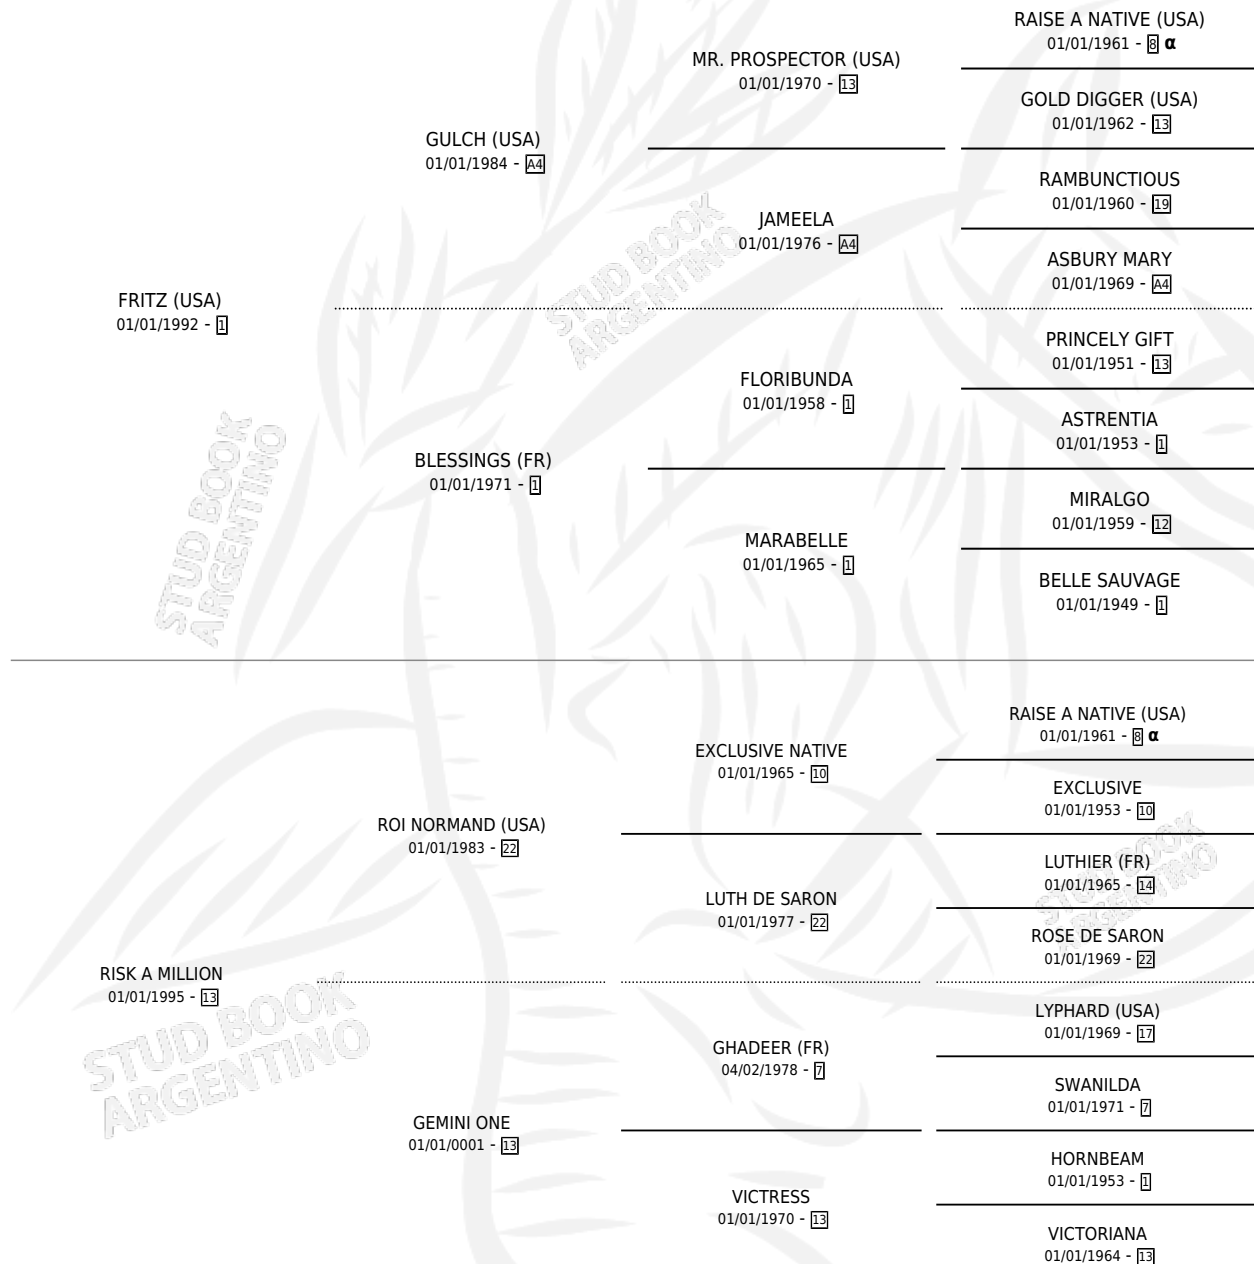 RAISE A NATIVE (USA)
01/01/1961 - 8 α
MR. PROSPECTOR (USA)
01/01/1970 - 13
GOLD DIGGER (USA)
01/01/1962 - 13
GULCH (USA)
01/01/1984 - A4
RAMBUNCTIOUS
01/01/1960 - 19
JAMEELA
01/01/1976 - A4
ASBURY MARY
01/01/1969 - A4
FRITZ (USA)
01/01/1992 - 1
PRINCELY GIFT
01/01/1951 - 13
FLORIBUNDA
01/01/1958 - 1
ASTRENTIA
01/01/1953 - 1
BLESSINGS (FR)
01/01/1971 - 1
MIRALGO
01/01/1959 - 12
MARABELLE
01/01/1965 - 1
BELLE SAUVAGE
01/01/1949 - 1
RAISE A NATIVE (USA)
01/01/1961 - 8 α
EXCLUSIVE NATIVE
01/01/1965 - 10
EXCLUSIVE
01/01/1953 - 10
ROI NORMAND (USA)
01/01/1983 - 22
LUTHIER (FR)
01/01/1965 - 14
LUTH DE SARON
01/01/1977 - 22
ROSE DE SARON
01/01/1969 - 22
RISK A MILLION
01/01/1995 - 13
LYPHARD (USA)
01/01/1969 - 17
GHADEER (FR)
04/02/1978 - 7
SWANILDA
01/01/1971 - 7
GEMINI ONE
01/01/0001 - 13
HORNBEAM
01/01/1953 - 1
VICTRESS
01/01/1970 - 13
VICTORIANA
01/01/1964 - 13
STUD BOOK
ARGENTINO
STUD BOOK
ARGENTINO
STUD BOOK
ARGENTINO
STUD BOOK
ARGENTINO